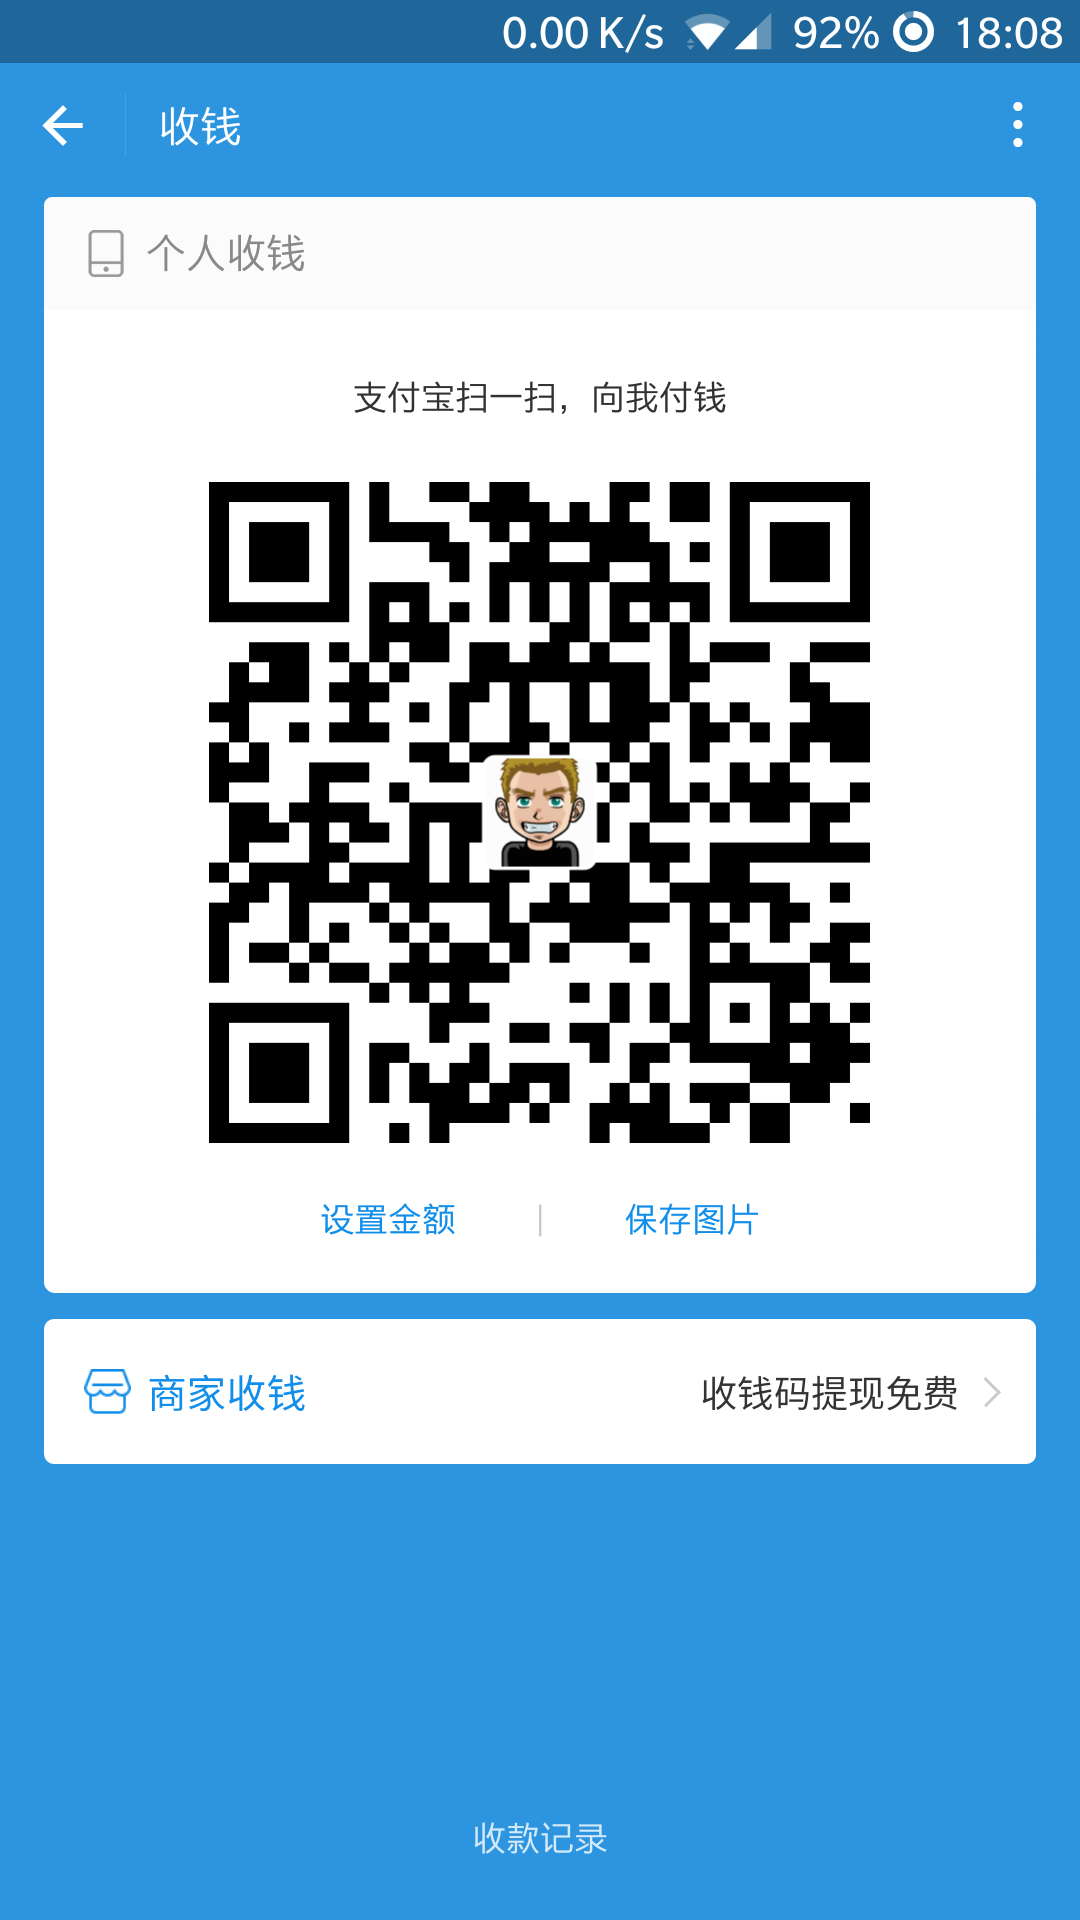 0.00 K/s 92% 18:08
收钱
个人收钱
支付宝扫一扫，向我付钱
设置金额 | 保存图片
商家收钱 收钱码提现免费
收款记录